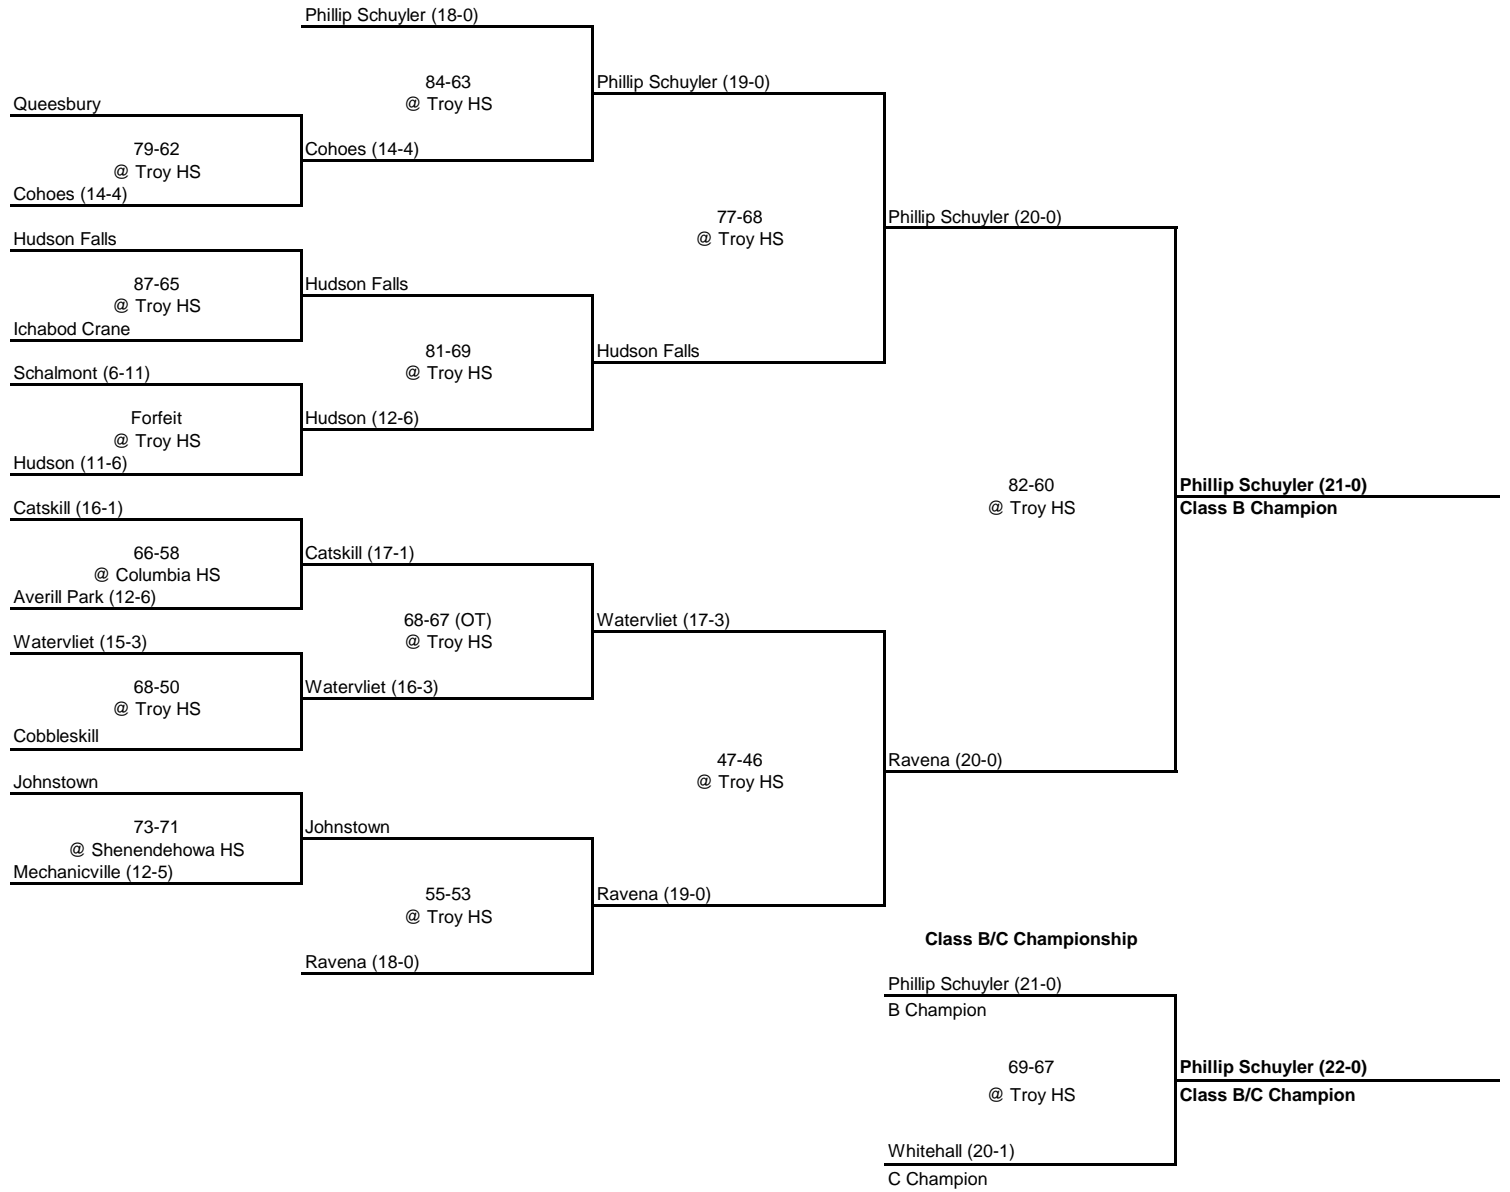 Phillip Schuyler (18-0)
84-63
@ Troy HS
Phillip Schuyler (19-0)
Queesbury
79-62
@ Troy HS
Cohoes (14-4)
Cohoes (14-4)
77-68
@ Troy HS
Phillip Schuyler (20-0)
Hudson Falls
87-65
@ Troy HS
Hudson Falls
Ichabod Crane
81-69
@ Troy HS
Hudson Falls
Schalmont (6-11)
Forfeit
@ Troy HS
Hudson (12-6)
Hudson (11-6)
82-60
@ Troy HS
Phillip Schuyler (21-0)
Class B Champion
Catskill (16-1)
66-58
@ Columbia HS
Catskill (17-1)
Averill Park (12-6)
68-67 (OT)
@ Troy HS
Watervliet (17-3)
Watervliet (15-3)
68-50
@ Troy HS
Watervliet (16-3)
Cobbleskill
47-46
@ Troy HS
Ravena (20-0)
Johnstown
73-71
@ Shenendehowa HS
Johnstown
Mechanicville (12-5)
55-53
@ Troy HS
Ravena (19-0)
Ravena (18-0)
Class B/C Championship
Phillip Schuyler (21-0)
B Champion
69-67
@ Troy HS
Phillip Schuyler (22-0)
Class B/C Champion
Whitehall (20-1)
C Champion